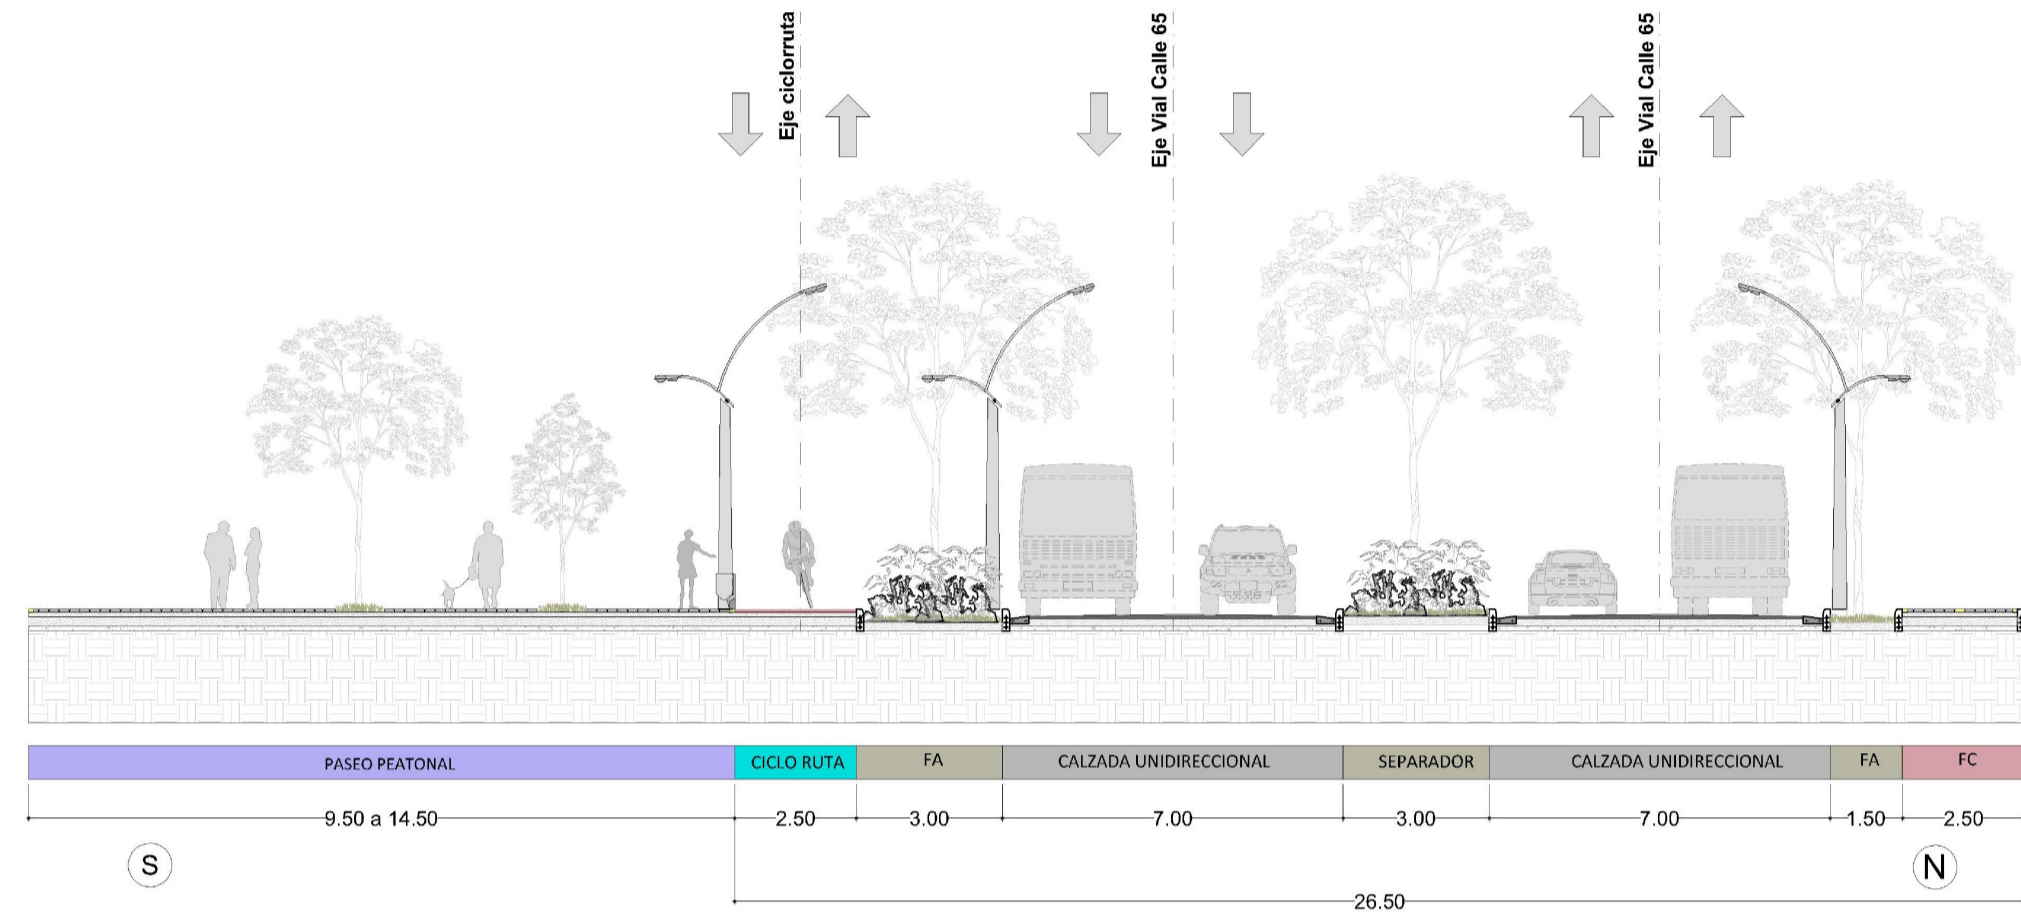 Eje ciclorruta
Eje Vial Calle 65
Eje Vial Calle 65
PASEO PEATONAL
CICLO RUTA
FA
CALZADA UNIDIRECCIONAL
SEPARADOR
CALZADA UNIDIRECCIONAL
FA
FC
9.50 a 14.50
2.50
3.00
7.00
3.00
7.00
1.50
2.50
S
N
26.50